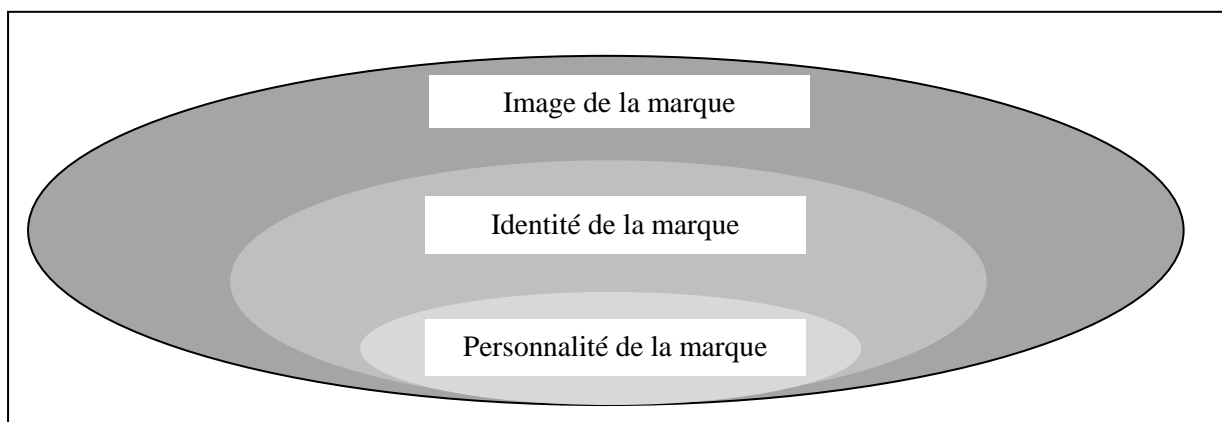 Image de la marque
Identité de la marque
Personnalité de la marque